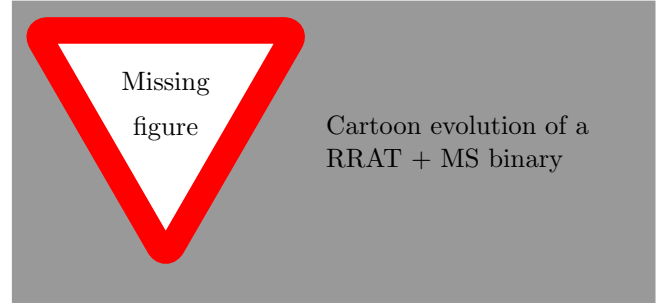 Missing
figure
Cartoon evolution of a
RRAT + MS binary